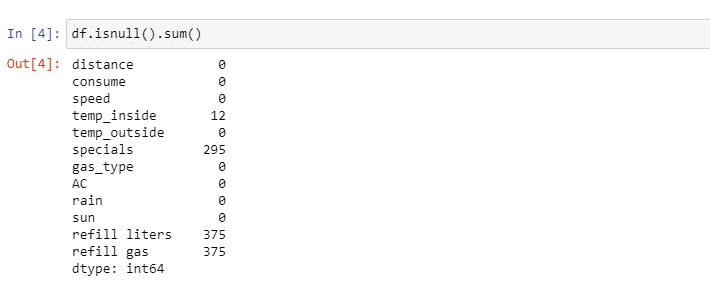 In [4]: df.isnull().sum()
Out[4]: distance 0
consume 0
speed 0
temp_inside 12
temp_outside 0
specials 295
gas_type 0
AC 0
rain 0
sun 0
refill liters 375
refill gas 375
dtype: int64